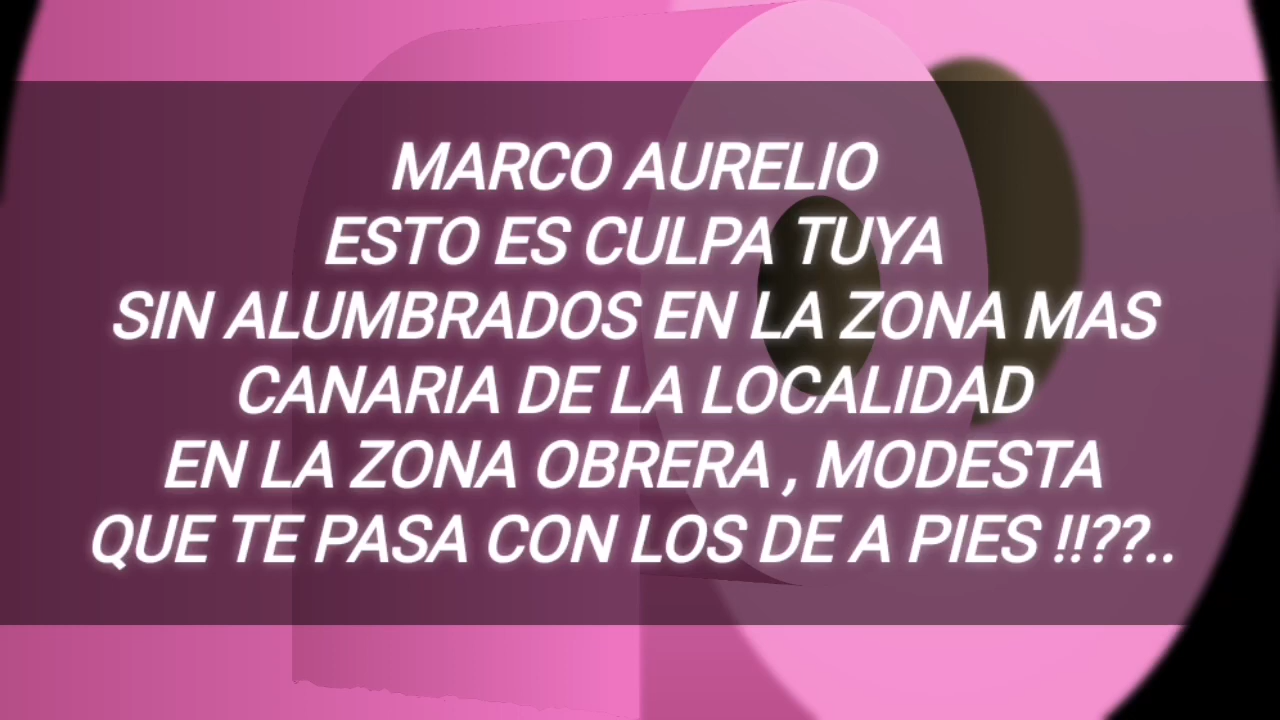 MARCO AURELIO
ESTO ES CULPA TUYA
SIN ALUMBRADOS EN LA ZONA MAS
CANARIA DE LA LOCALIDAD
EN LA ZONA OBRERA , MODESTA
QUE TE PASA CON LOS DE A PIES !!??..